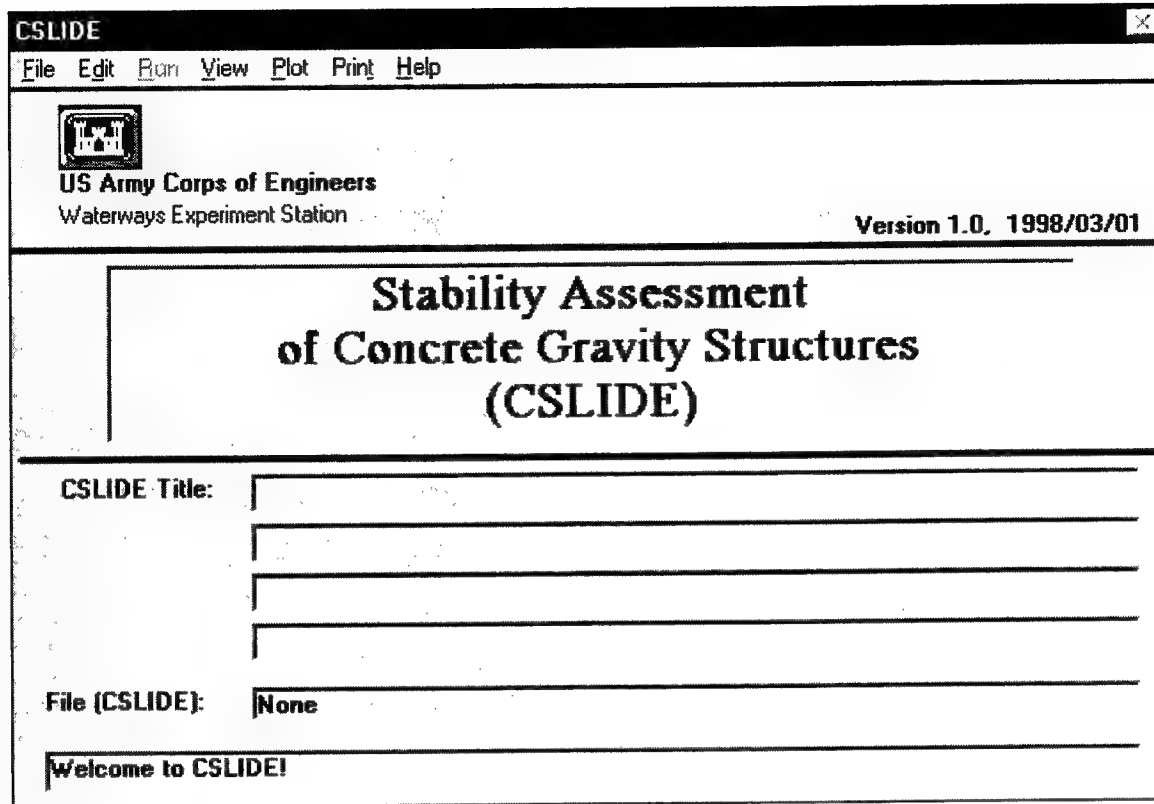 CSLIDE
File Edit Run View Plot Print Help
US Army Corps of Engineers
Waterways Experiment Station
Version 1.0, 1998/03/01
Stability Assessment
of Concrete Gravity Structures
(CSLIDE)
CSLIDE Title:
File (CSLIDE): None
Welcome to CSLIDE!